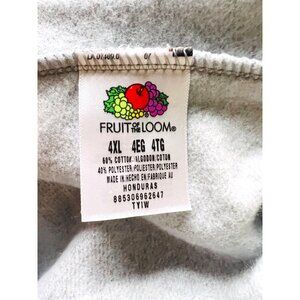 FRUIT OF THE LOOM®
4XL 4EG 4TG
60% COTTON/ALGODON/COTON
40% POLYESTER/POLIESTER/POLYESTER
MADE IN/HECHO EN/FABRIQUE AU
HONDURAS
885306962647
TYIW